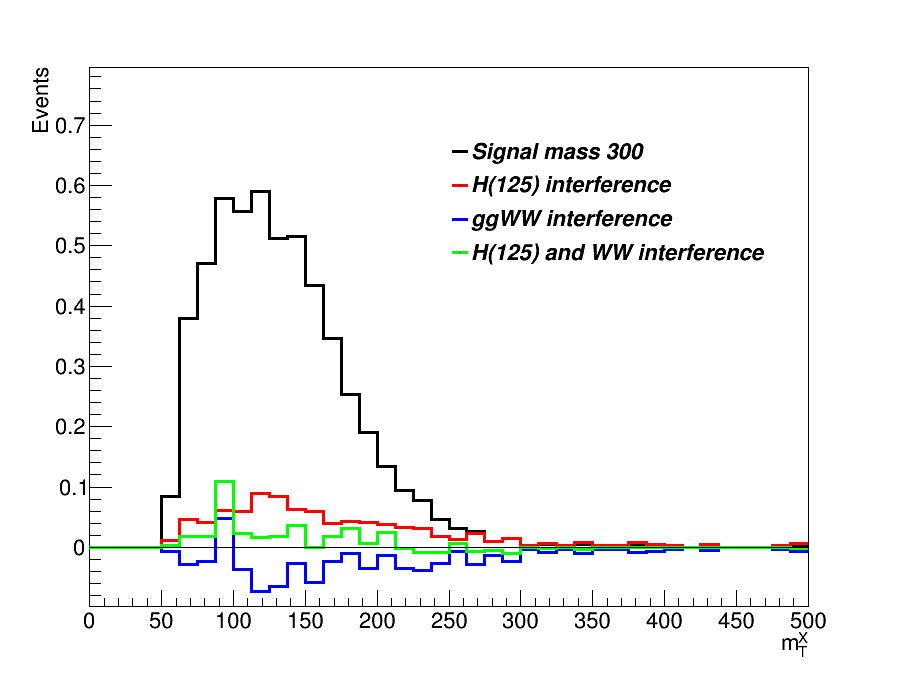 Events
0.7
0.6
0.5
0.4
0.3
0.2
0.1
0
Signal mass 300
H(125) interference
ggWW interference
H(125) and WW interference
0 50 100 150 200 250 300 350 400 450 500
m_T^X